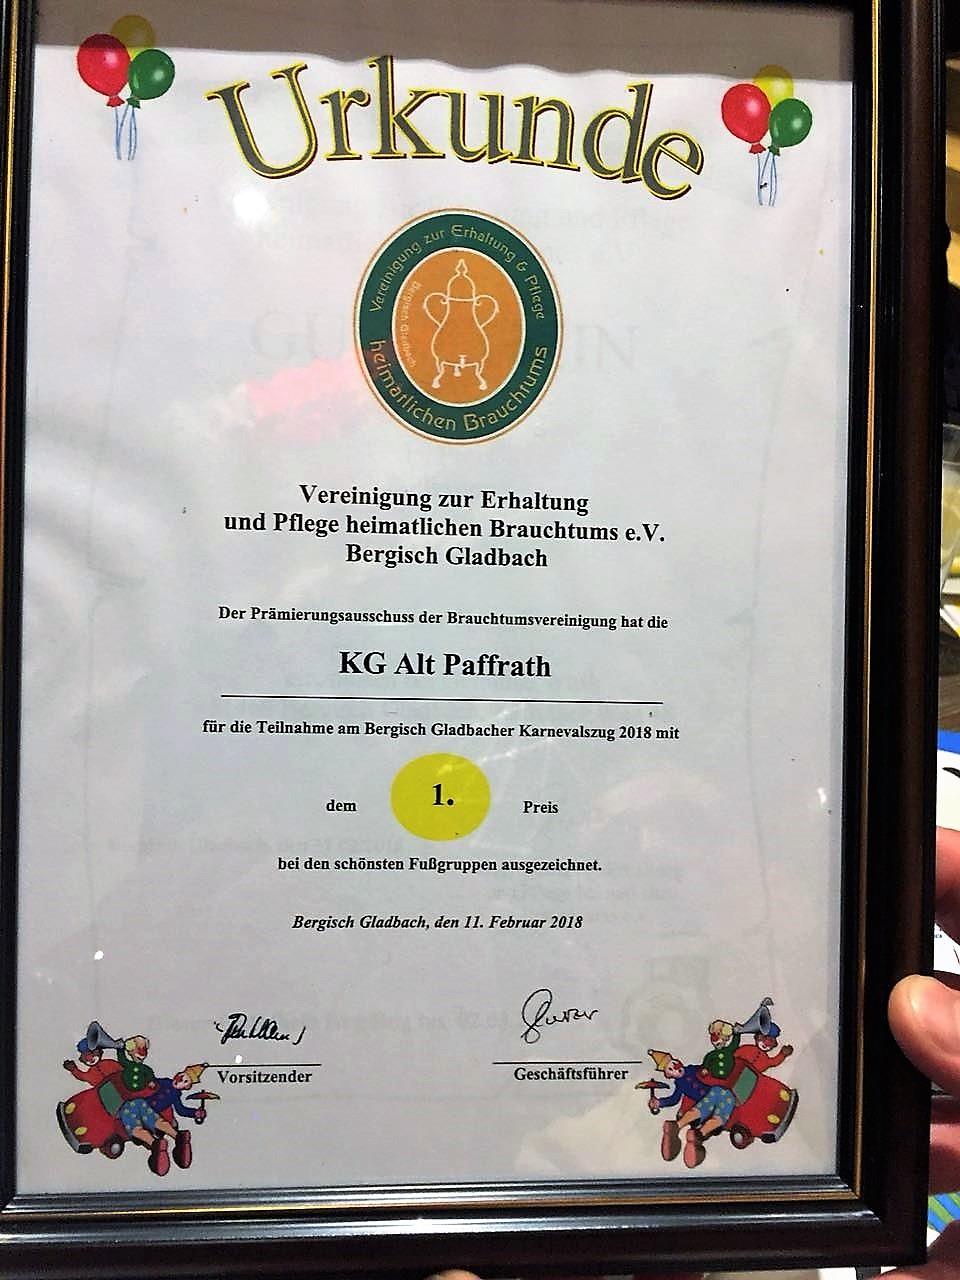 Urkunde
Vereinigung zur Erhaltung & Pflege
Bergisch Gladbach
heimatlichen Brauchtums
Vereinigung zur Erhaltung
und Pflege heimatlichen Brauchtums e.V.
Bergisch Gladbach
Der Prämierungsausschuss der Brauchtumsvereinigung hat die
KG Alt Paffrath
für die Teilnahme am Bergisch Gladbacher Karnevalszug 2018 mit
dem 1. Preis
bei den schönsten Fußgruppen ausgezeichnet.
Bergisch Gladbach, den 11. Februar 2018
Vorsitzender Geschäftsführer